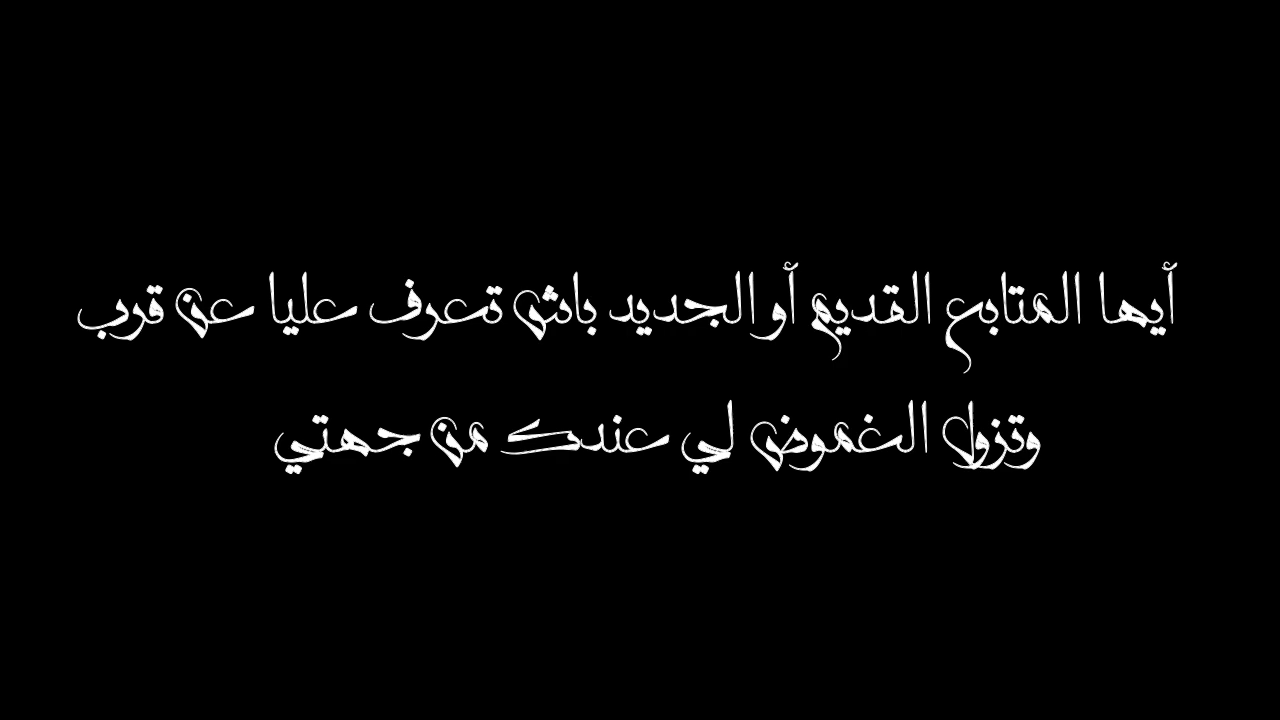 أيها المتابع القديم أو الجديد باش تعرف عليا عن قرب
وتزول الغموض لي عندك من جهتي